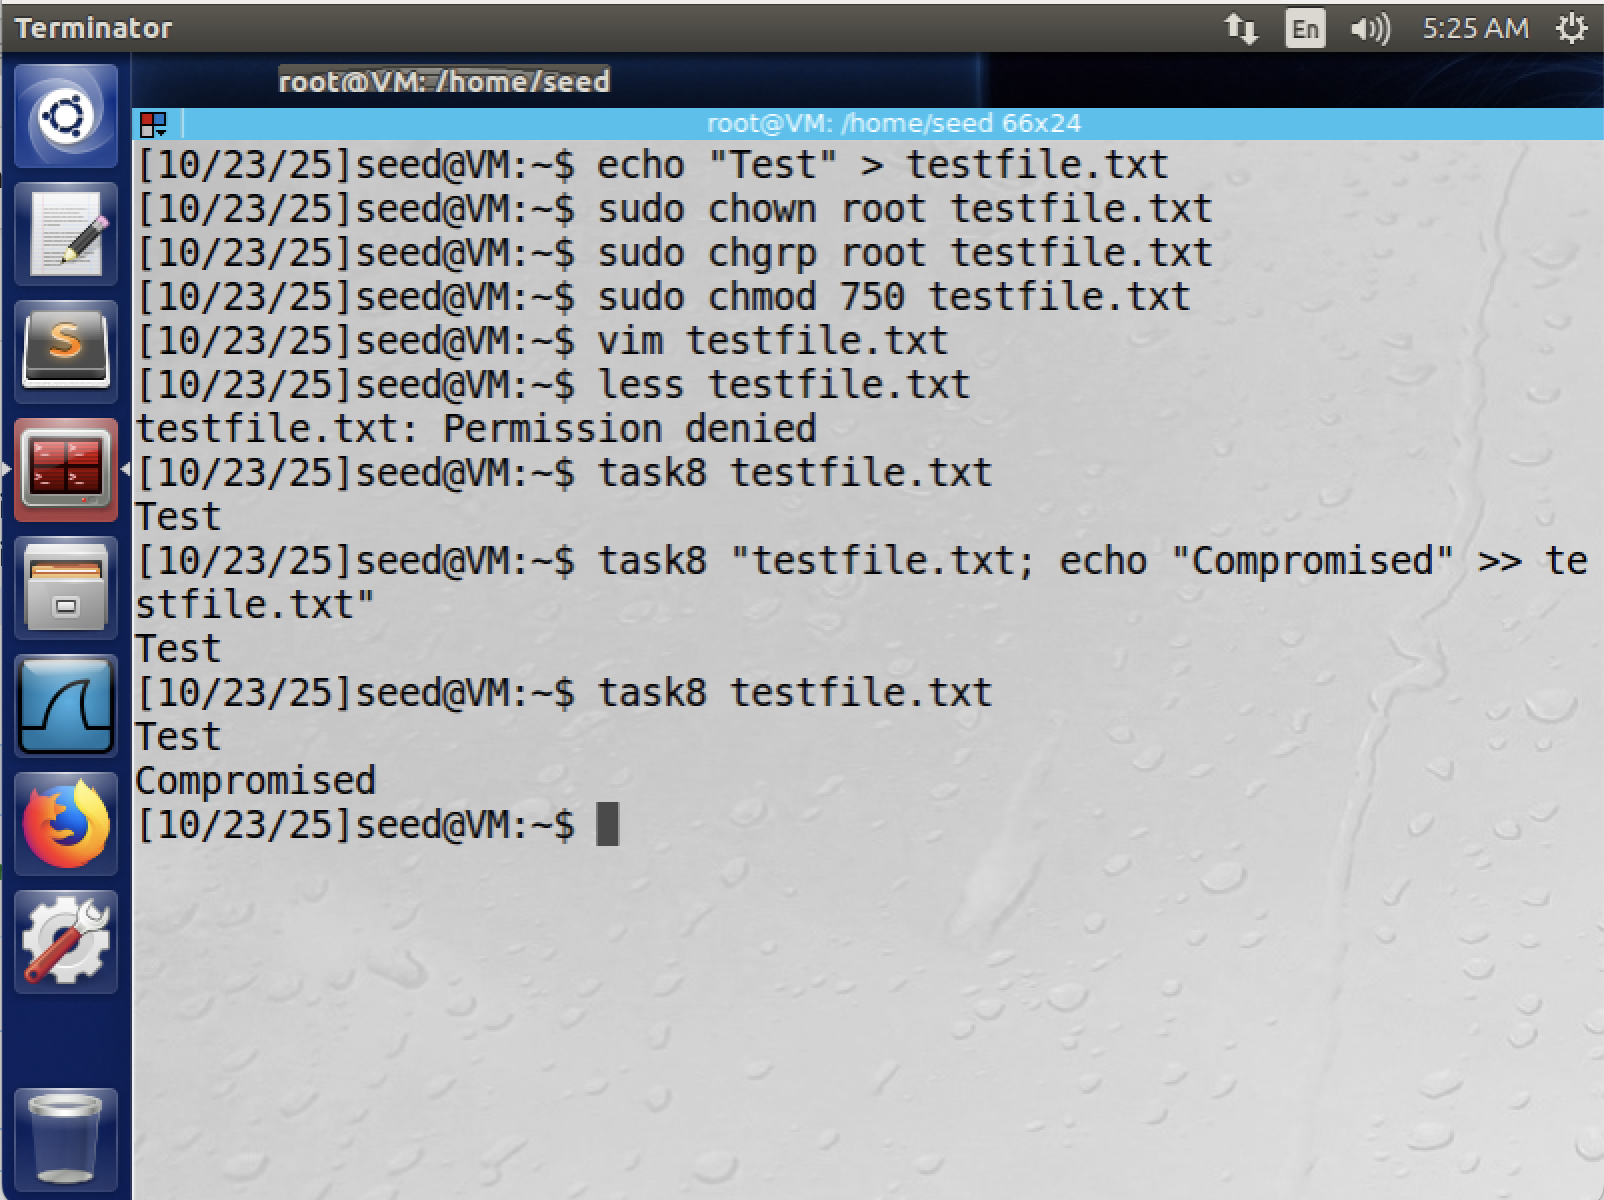 Terminator
En
5:25 AM
root@VM: /home/seed
root@VM: /home/seed 66x24
[10/23/25]seed@VM:~$ echo "Test" > testfile.txt
[10/23/25]seed@VM:~$ sudo chown root testfile.txt
[10/23/25]seed@VM:~$ sudo chgrp root testfile.txt
[10/23/25]seed@VM:~$ sudo chmod 750 testfile.txt
[10/23/25]seed@VM:~$ vim testfile.txt
[10/23/25]seed@VM:~$ less testfile.txt
testfile.txt: Permission denied
[10/23/25]seed@VM:~$ task8 testfile.txt
Test
[10/23/25]seed@VM:~$ task8 "testfile.txt; echo "Compromised" >> te
stfile.txt"
Test
[10/23/25]seed@VM:~$ task8 testfile.txt
Test
Compromised
[10/23/25]seed@VM:~$